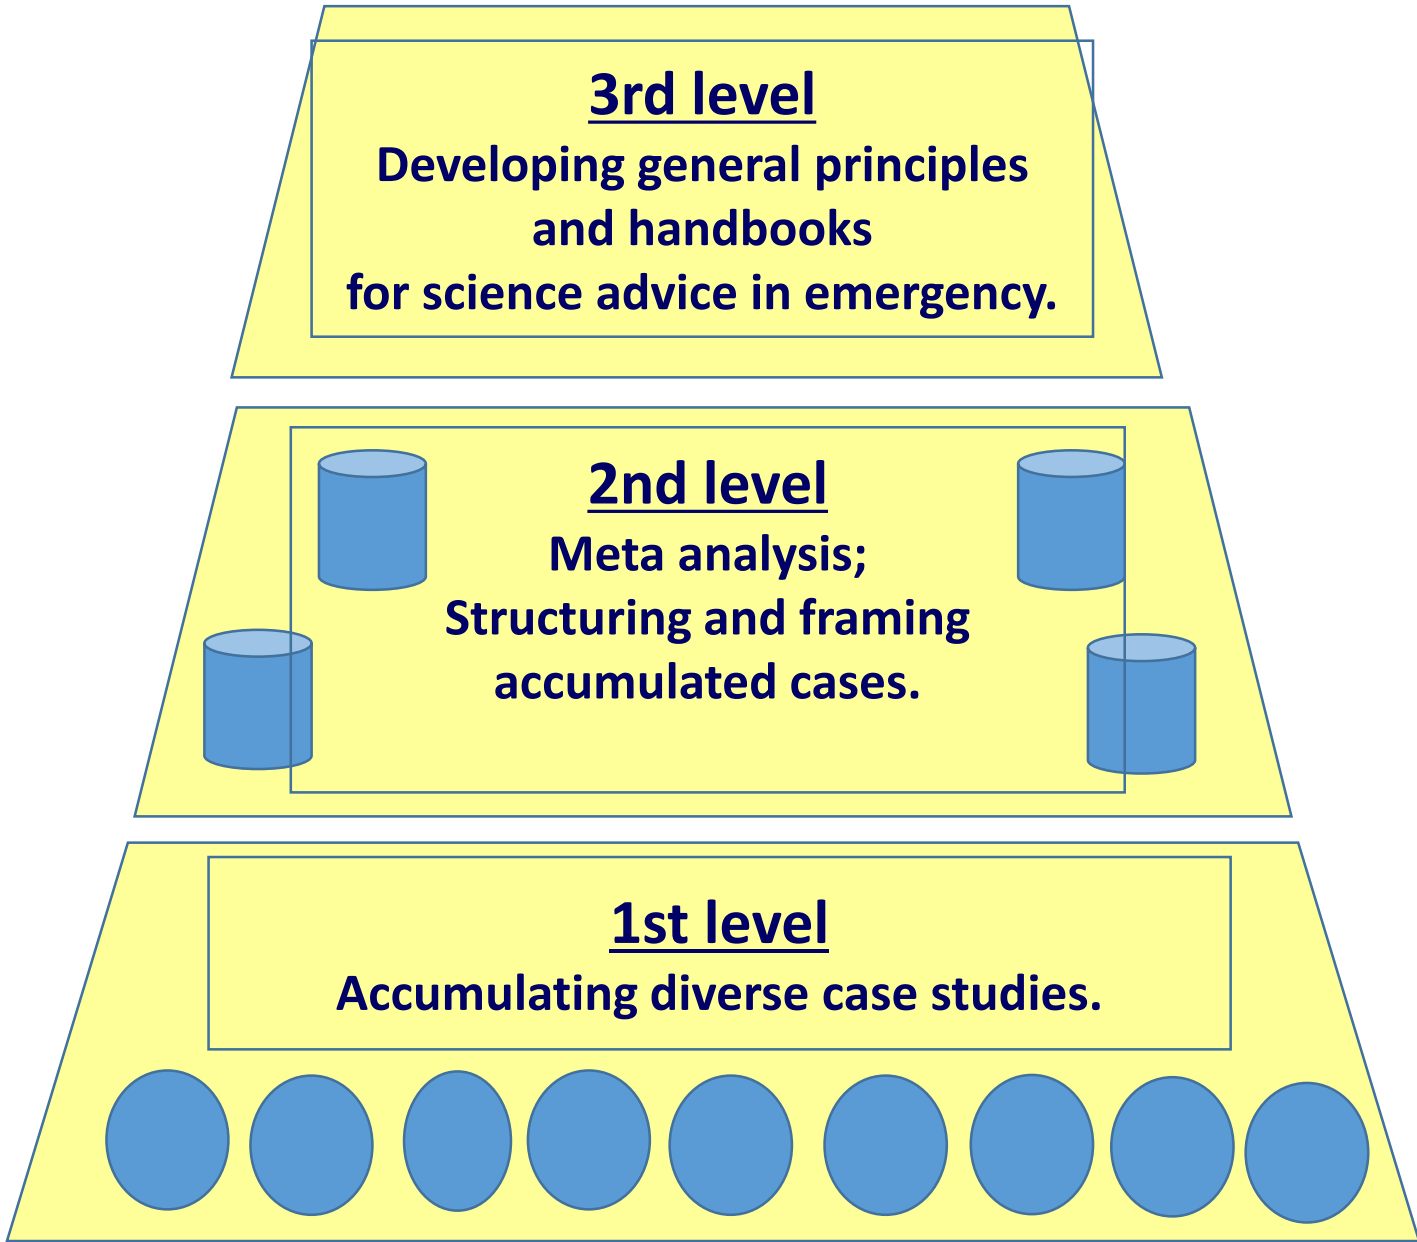 3rd level
Developing general principles
and handbooks
for science advice in emergency.
2nd level
Meta analysis;
Structuring and framing
accumulated cases.
1st level
Accumulating diverse case studies.